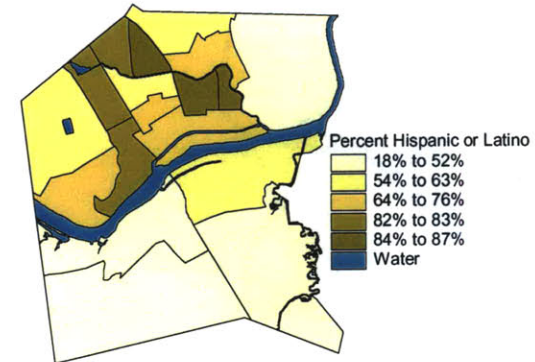 Percent Hispanic or Latino
18% to 52%
54% to 63%
64% to 76%
82% to 83%
84% to 87%
Water